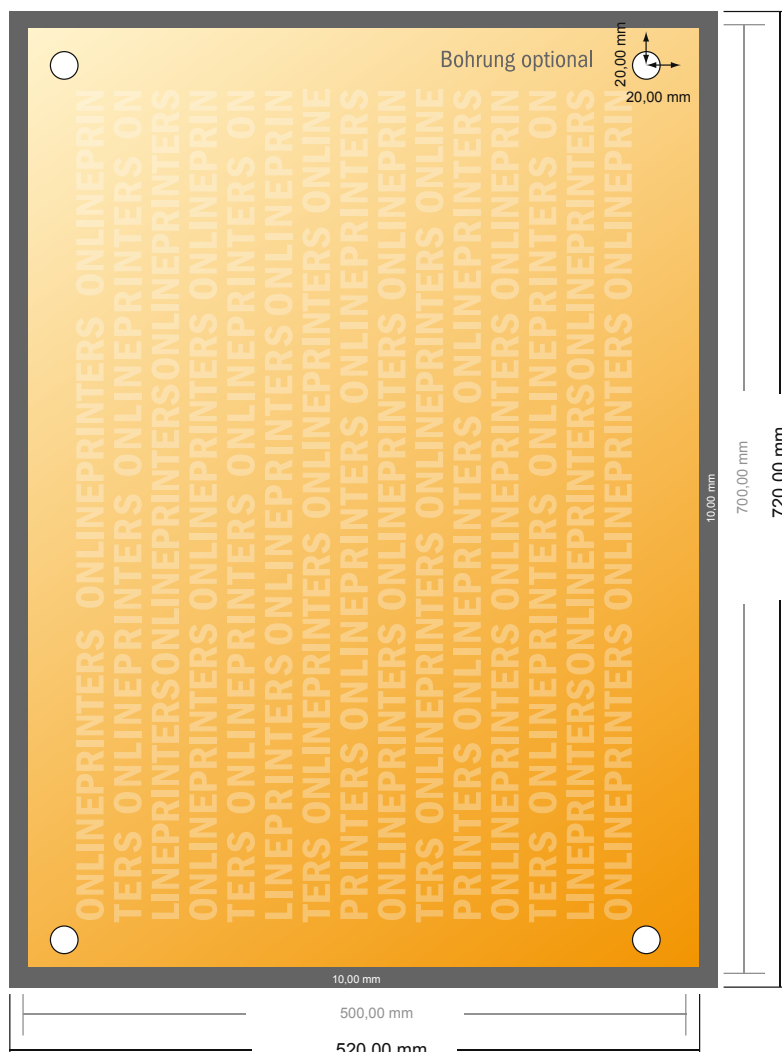 Bohrung optional
20,00 mm
20,00 mm
ONLINEPRINTERS ONLINEPRINTERS ONLINEPRIN
TERS ONLINEPRINTERS ONLINEPRINTERS ON
LINEPRINTERSONLINEPRINTERSONLINEPRINTERS
ONLINEPRINTERS ONLINEPRINTERS ONLINEPRIN
TERS ONLINEPRINTERS ONLINEPRINTERS ON
LINEPRINTERS ONLINEPRINTERS ONLINEPRIN
TERS ONLINEPRINTERS ONLINEPRINTERS ONLINE
PRINTERS ONLINEPRINTERS ONLINEPRINTERS
ONLINEPRINTERS ONLINEPRINTERS ONLINEPRIN
TERS ONLINEPRINTERS ONLINEPRINTERS ONLINE
PRINTERS ONLINEPRINTERS ONLINEPRINTERS
ONLINEPRINTERS ONLINEPRINTERS ONLINEPRIN
TERS ONLINEPRINTERS ONLINEPRINTERS ON
LINEPRINTERSONLINEPRINTERSONLINEPRINTERS
ONLINEPRINTERS ONLINEPRINTERS ONLINEPRIN
10,00 mm
700,00 mm
720,00 mm
10,00 mm
500,00 mm
520,00 mm